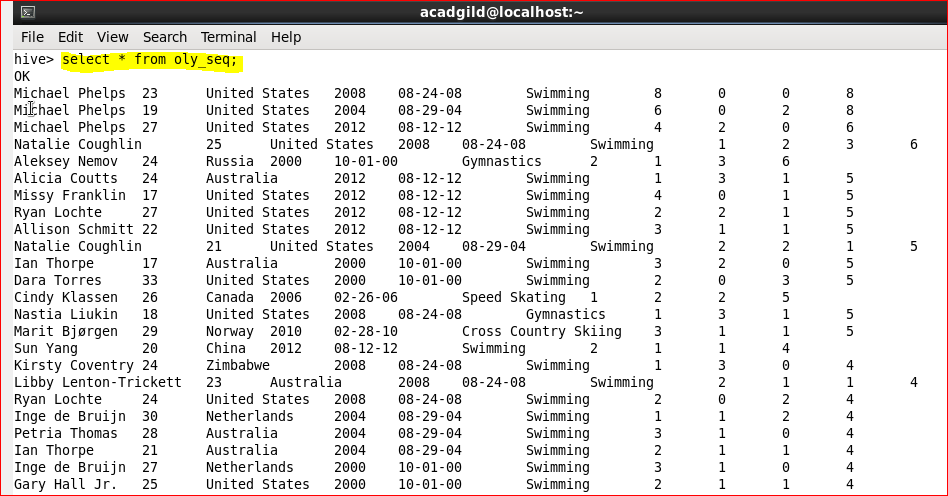 acadgild@localhost:~
File Edit View Search Terminal Help
hive> select * from oly_seq;
OK
Michael Phelps 23 United States 2008 08-24-08 Swimming 8 0 0 8
Michael Phelps 19 United States 2004 08-29-04 Swimming 6 0 2 8
Michael Phelps 27 United States 2012 08-12-12 Swimming 4 2 0 6
Natalie Coughlin 25 United States 2008 08-24-08 Swimming 1 2 3 6
Aleksey Nemov 24 Russia 2000 10-01-00 Gymnastics 2 1 3 6
Alicia Coutts 24 Australia 2012 08-12-12 Swimming 1 3 1 5
Missy Franklin 17 United States 2012 08-12-12 Swimming 4 0 1 5
Ryan Lochte 27 United States 2012 08-12-12 Swimming 2 2 1 5
Allison Schmitt 22 United States 2012 08-12-12 Swimming 3 1 1 5
Natalie Coughlin 21 United States 2004 08-29-04 Swimming 2 2 1 5
Ian Thorpe 17 Australia 2000 10-01-00 Swimming 3 2 0 5
Dara Torres 33 United States 2000 10-01-00 Swimming 2 0 3 5
Cindy Klassen 26 Canada 2006 02-26-06 Speed Skating 1 2 2 5
Nastia Liukin 18 United States 2008 08-24-08 Gymnastics 1 3 1 5
Marit Bjørgen 29 Norway 2010 02-28-10 Cross Country Skiing 3 1 1 5
Sun Yang 20 China 2012 08-12-12 Swimming 2 1 1 4
Kirsty Coventry 24 Zimbabwe 2008 08-24-08 Swimming 1 3 0 4
Libby Lenton-Trickett 23 Australia 2008 08-24-08 Swimming 2 1 1 4
Ryan Lochte 24 United States 2008 08-24-08 Swimming 2 0 2 4
Inge de Bruijn 30 Netherlands 2004 08-29-04 Swimming 1 1 2 4
Petria Thomas 28 Australia 2004 08-29-04 Swimming 3 1 0 4
Ian Thorpe 21 Australia 2004 08-29-04 Swimming 2 1 1 4
Inge de Bruijn 27 Netherlands 2000 10-01-00 Swimming 3 1 0 4
Gary Hall Jr. 25 United States 2000 10-01-00 Swimming 2 1 1 4